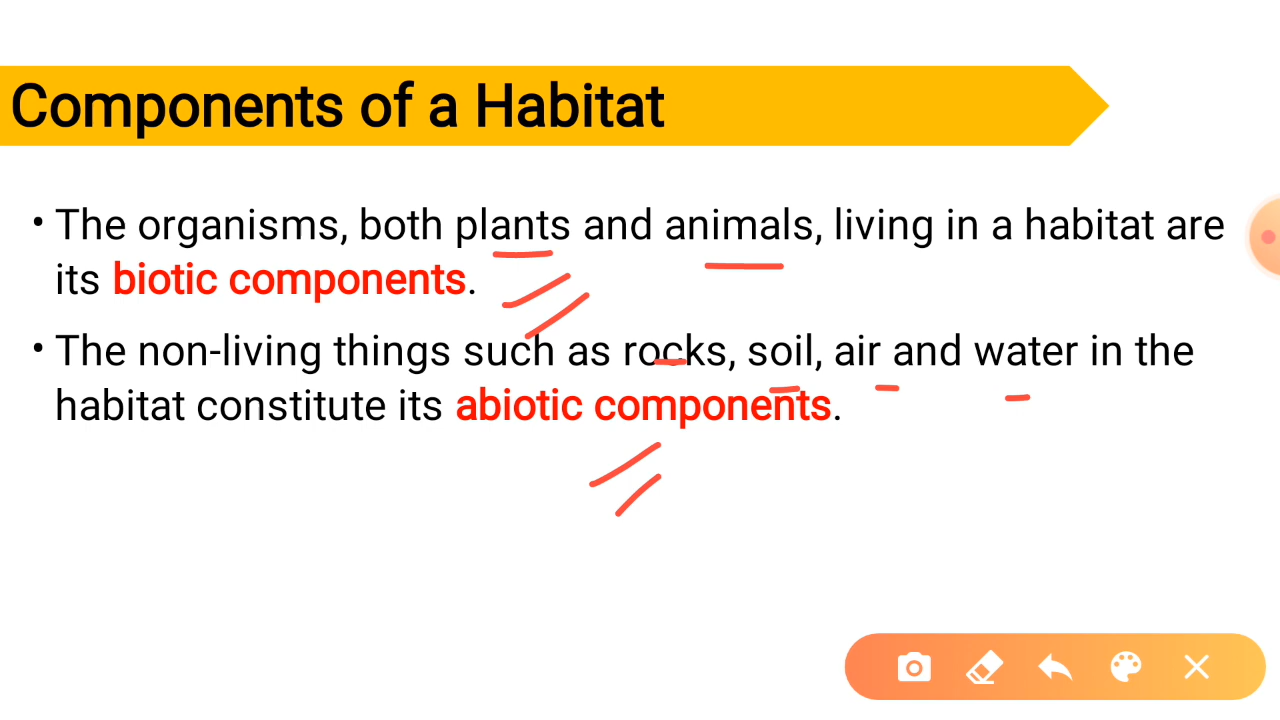 Components of a Habitat
• The organisms, both plants and animals, living in a habitat are
its biotic components.
• The non-living things such as rocks, soil, air and water in the
habitat constitute its abiotic components.